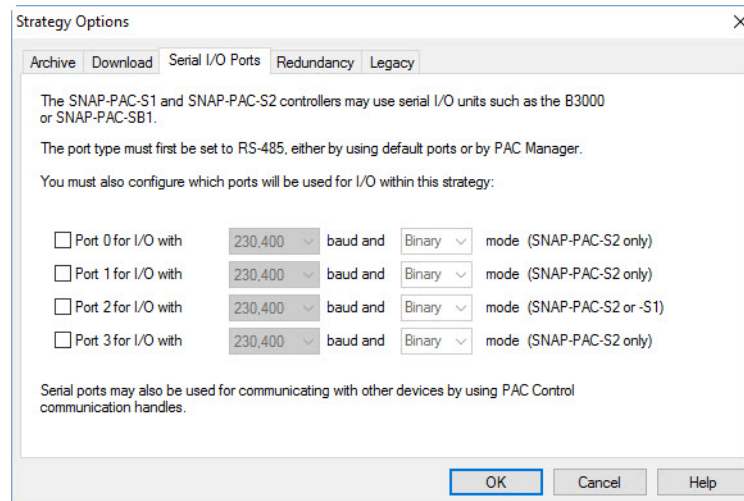 Strategy Options
Archive Download Serial I/O Ports Redundancy Legacy
The SNAP-PAC-S1 and SNAP-PAC-S2 controllers may use serial I/O units such as the B3000
or SNAP-PAC-SB1.
The port type must first be set to RS-485, either by using default ports or by PAC Manager.
You must also configure which ports will be used for I/O within this strategy:
Port 0 for I/O with 230,400 baud and Binary mode (SNAP-PAC-S2 only)
Port 1 for I/O with 230,400 baud and Binary mode (SNAP-PAC-S2 only)
Port 2 for I/O with 230,400 baud and Binary mode (SNAP-PAC-S2 or -S1)
Port 3 for I/O with 230,400 baud and Binary mode (SNAP-PAC-S2 only)
Serial ports may also be used for communicating with other devices by using PAC Control
communication handles.
OK Cancel Help